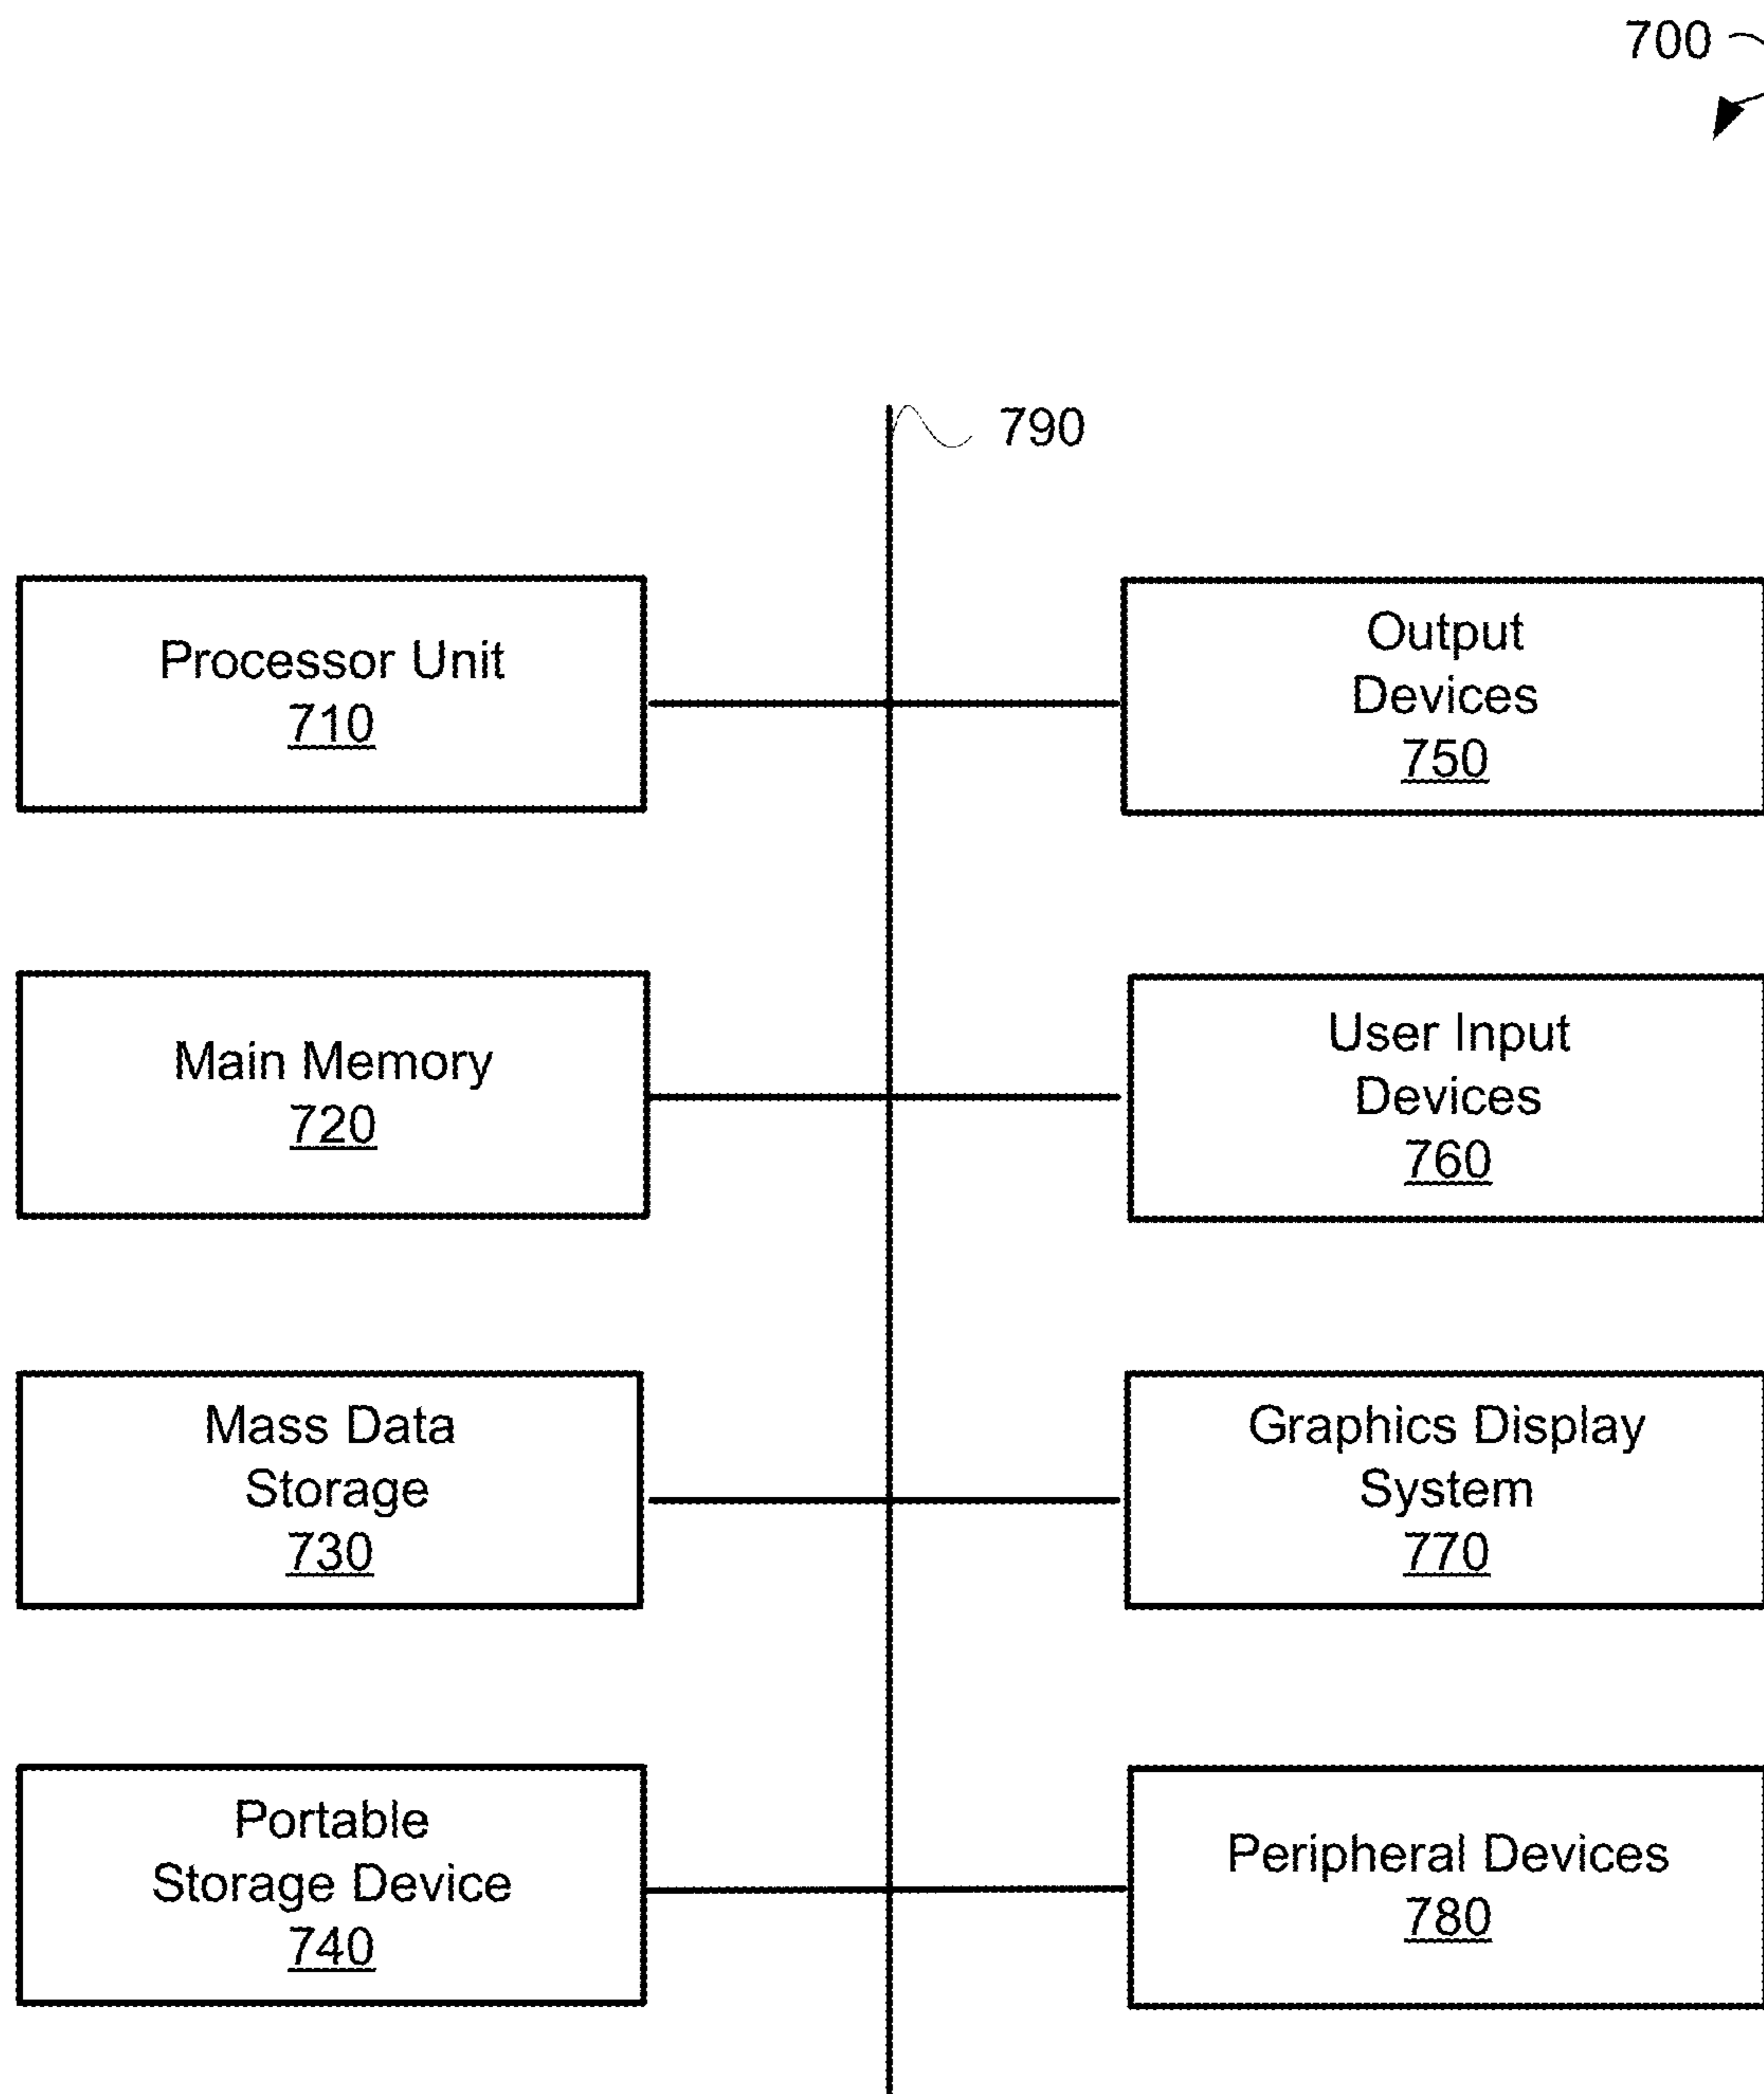 700
790
Processor Unit
710
Output
Devices
750
Main Memory
720
User Input
Devices
760
Mass Data
Storage
730
Graphics Display
System
770
Portable
Storage Device
740
Peripheral Devices
780